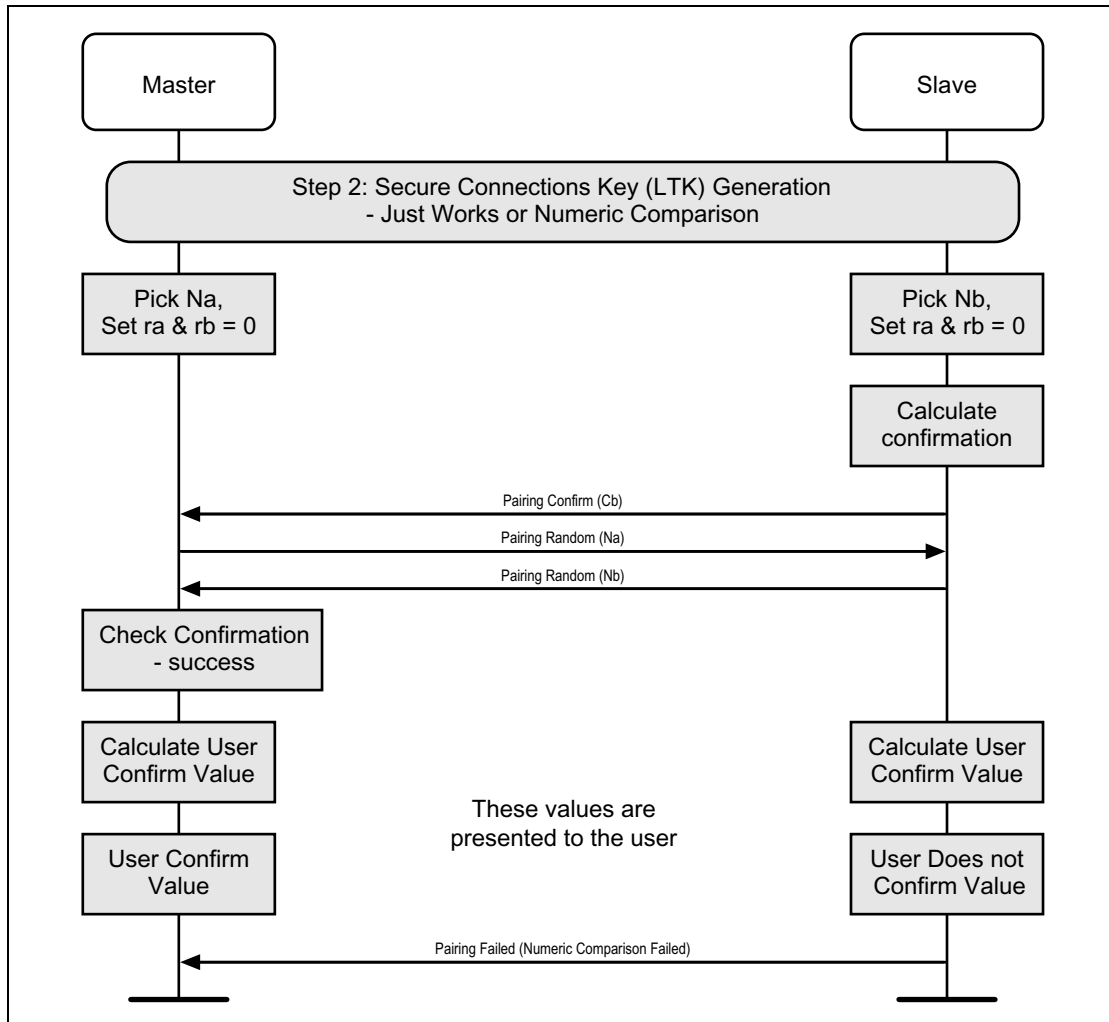 Master
Slave
Step 2: Secure Connections Key (LTK) Generation
- Just Works or Numeric Comparison
Pick Na,
Set ra & rb = 0
Pick Nb,
Set ra & rb = 0
Calculate
confirmation
Pairing Confirm (Cb)
Pairing Random (Na)
Pairing Random (Nb)
Check Confirmation
- success
Calculate User
Confirm Value
Calculate User
Confirm Value
These values are
presented to the user
User Confirm
Value
User Does not
Confirm Value
Pairing Failed (Numeric Comparison Failed)